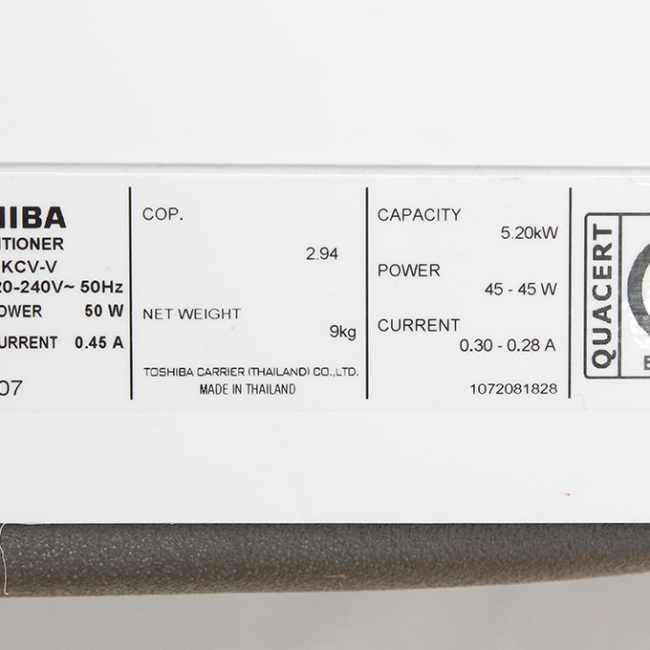 HIBA
ITIONER
KCV-V
20-240V~ 50Hz
OWER 50 W
URRENT 0.45 A
07
COP.
2.94
NET WEIGHT
9kg
TOSHIBA CARRIER (THAILAND) CO.,LTD.
MADE IN THAILAND
CAPACITY
5.20kW
POWER
45 - 45 W
CURRENT
0.30 - 0.28 A
1072081828
QUACERT